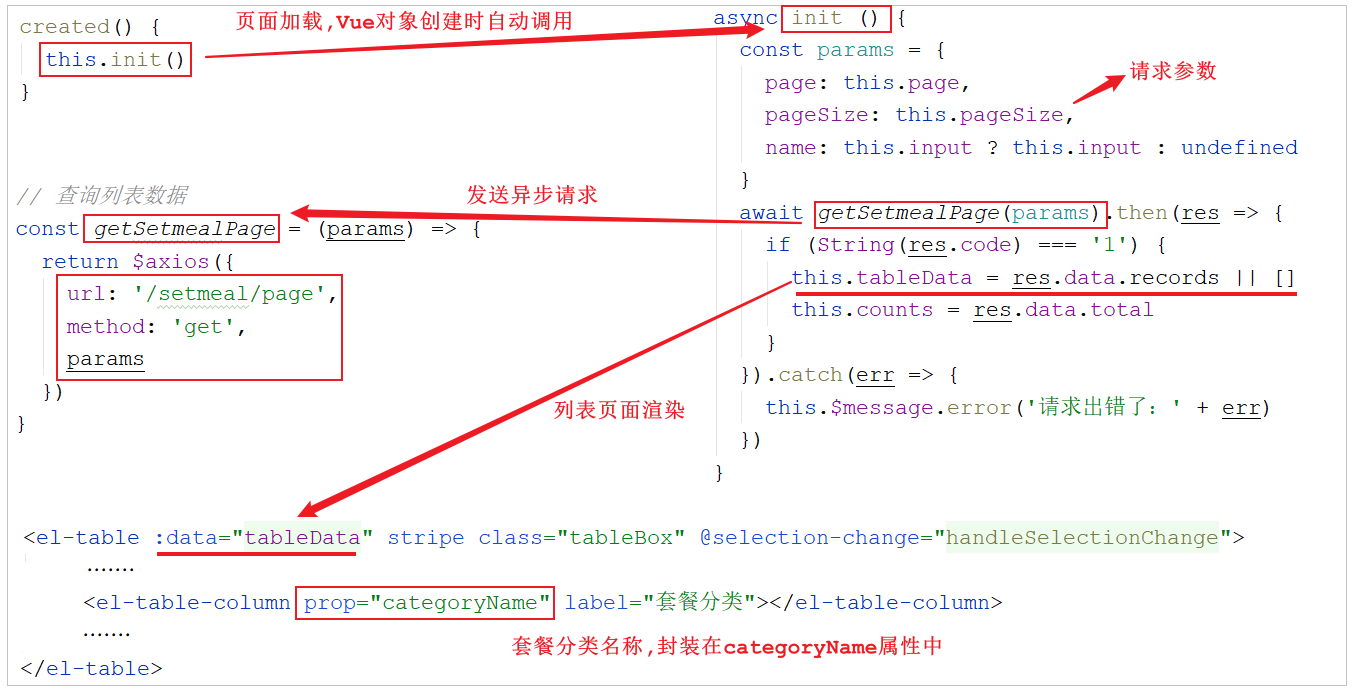 created() {
this.init()
}
页面加载,Vue对象创建时自动调用
async init () {
const params = {
page: this.page,
pageSize: this.pageSize,
name: this.input ? this.input : undefined
}
请求参数
await getSetmealPage(params).then(res => {
if (String(res.code) === '1') {
this.tableData = res.data.records || []
this.counts = res.data.total
}
}).catch(err => {
this.$message.error('请求出错了：' + err)
})
}
发送异步请求
// 查询列表数据
const getSetmealPage = (params) => {
return $axios({
url: '/setmeal/page',
method: 'get',
params
})
}
列表页面渲染
<el-table :data="tableData" stripe class="tableBox" @selection-change="handleSelectionChange">
.......
<el-table-column prop="categoryName" label="套餐分类"></el-table-column>
.......
套餐分类名称,封装在categoryName属性中
</el-table>